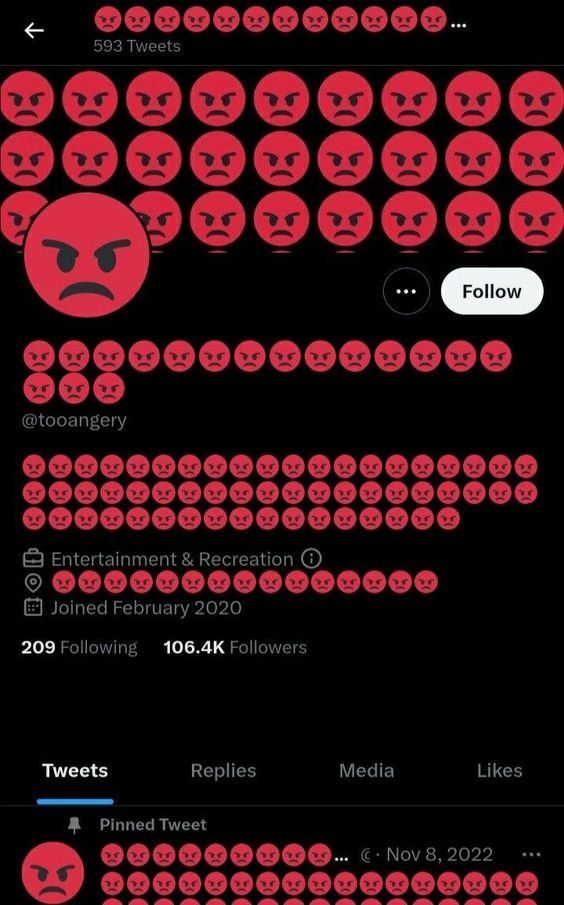 😡😡😡😡😡😡😡😡😡😡😡😡...
593 Tweets
Follow
😡😡😡😡😡😡😡😡😡😡😡😡😡😡
😡😡😡
@tooangery
😡😡😡😡😡😡😡😡😡😡😡😡😡😡😡😡😡😡😡😡
😡😡😡😡😡😡😡😡😡😡😡😡😡😡😡😡😡😡😡😡
😡😡😡😡😡😡😡😡😡😡😡😡😡😡😡😡😡
Entertainment & Recreation
😡😡😡😡😡😡😡😡😡😡😡😡😡😡😡
Joined February 2020
209 Following 106.4K Followers
Tweets Replies Media Likes
Pinned Tweet
😡😡😡😡😡😡😡😡😡... @ · Nov 8, 2022
😡😡😡😡😡😡😡😡😡😡😡😡😡😡😡😡😡